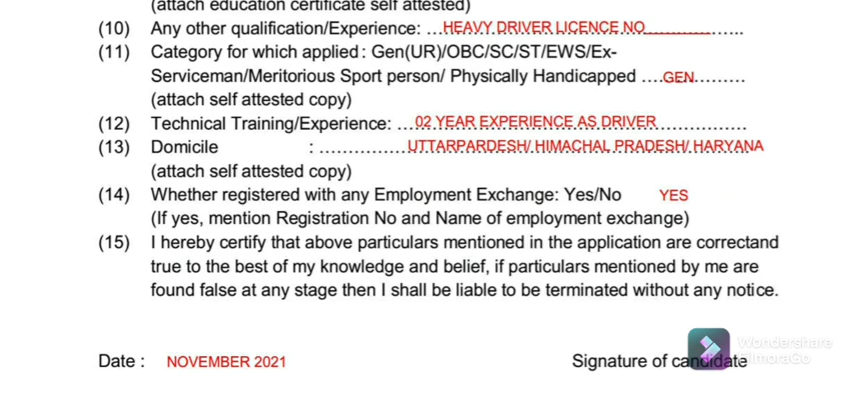 (attach education certificate self attested)
(10) Any other qualification/Experience: ...HEAVY DRIVER LICENCE NO..................
(11) Category for which applied : Gen(UR)/OBC/SC/ST/EWS/Ex-
Serviceman/Meritorious Sport person/ Physically Handicapped ....GEN..........
(attach self attested copy)
(12) Technical Training/Experience: ...02 YEAR EXPERIENCE AS DRIVER..................
(13) Domicile : ...............UTTARPARDESH/ HIMACHAL PRADESH/ HARYANA
(attach self attested copy)
(14) Whether registered with any Employment Exchange: Yes/No YES
(If yes, mention Registration No and Name of employment exchange)
(15) I hereby certify that above particulars mentioned in the application are correctand
true to the best of my knowledge and belief, if particulars mentioned by me are
found false at any stage then I shall be liable to be terminated without any notice.
Wondershare
FilmoraGo
Date : NOVEMBER 2021 Signature of candidate